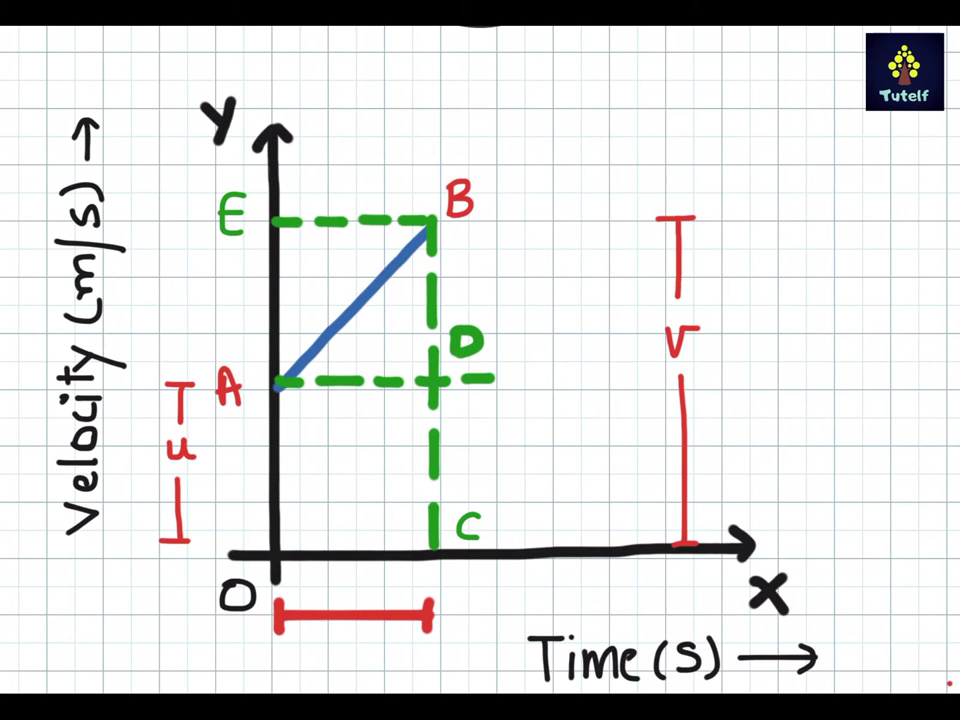 Tutelf
Y
E
B
Velocity (m/s) →
D
V
A
u
C
O
X
Time (S) →